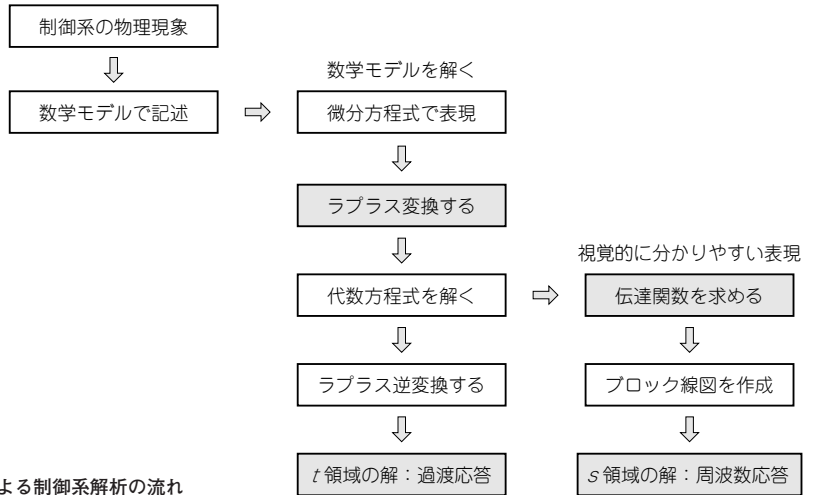 制御系の物理現象
数学モデルを解く
数学モデルで記述
微分方程式で表現
ラプラス変換する
視覚的に分かりやすい表現
代数方程式を解く
伝達関数を求める
ラプラス逆変換する
ブロック線図を作成
t領域の解：過渡応答
s領域の解：周波数応答
よる制御系解析の流れ